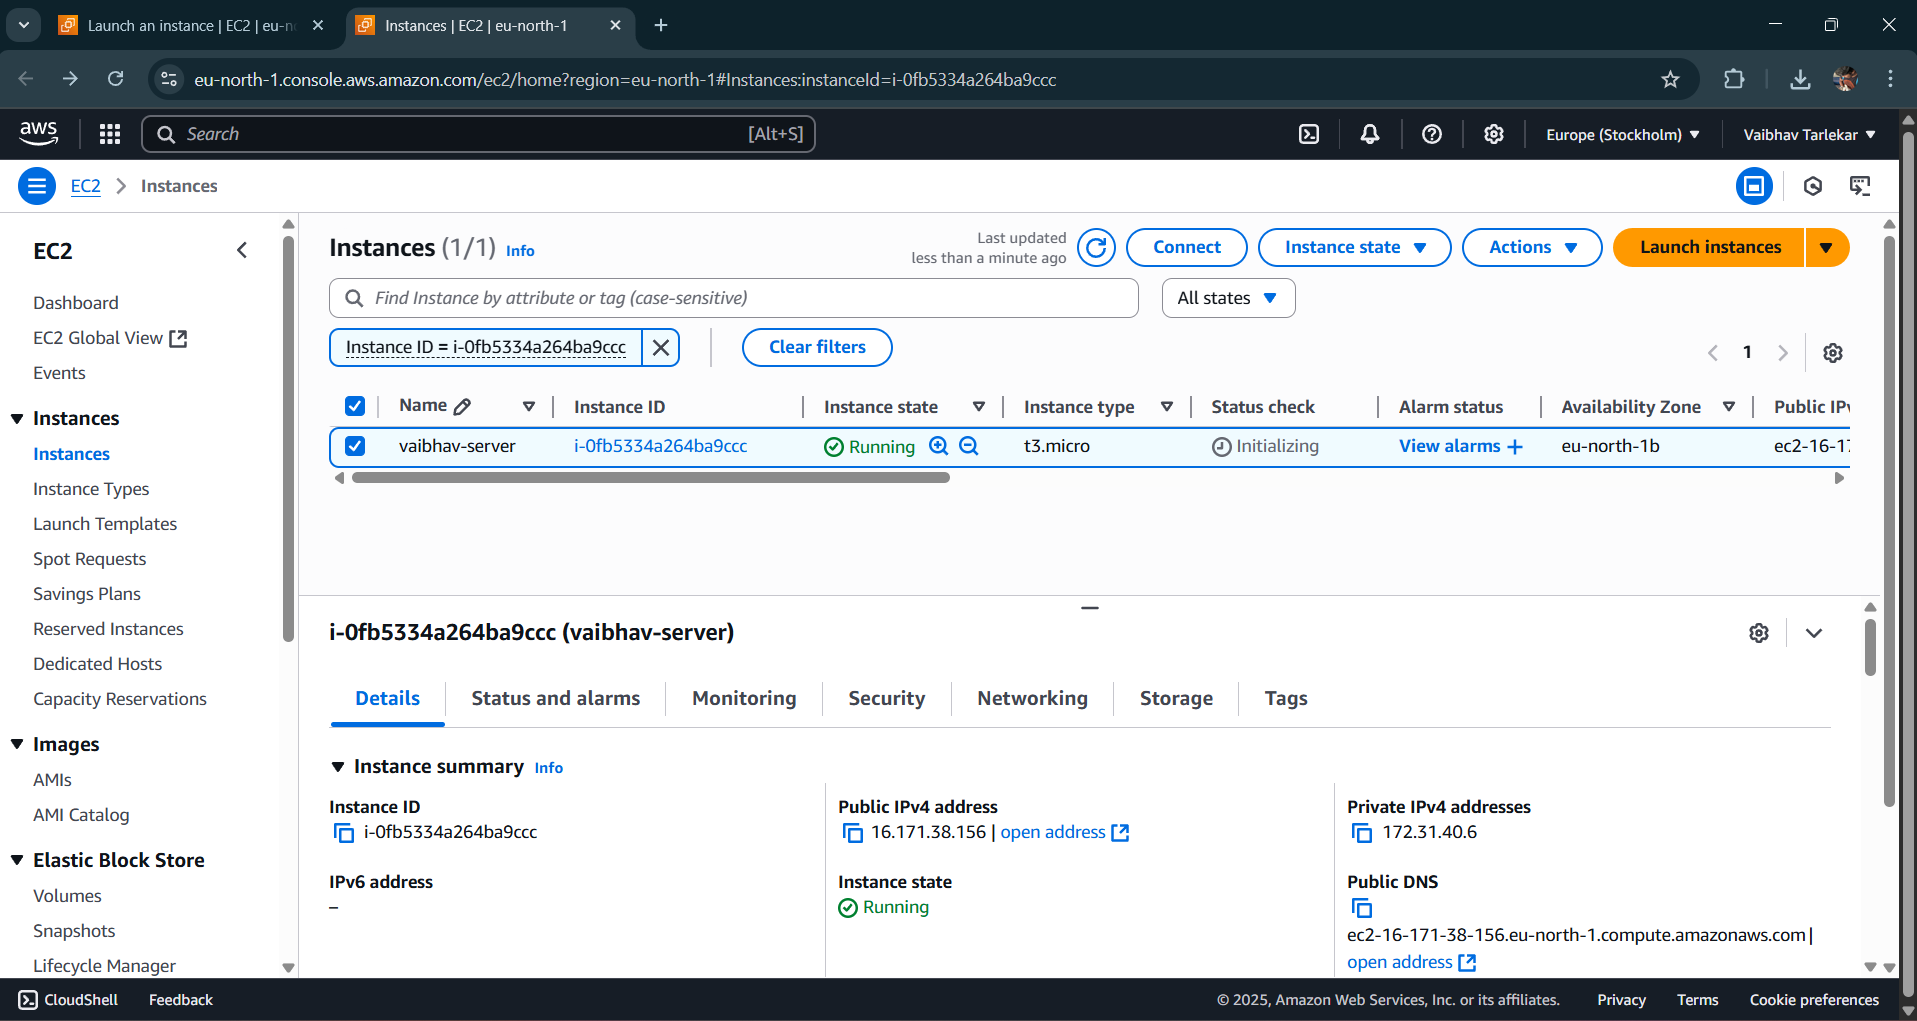 Launch an instance | EC2 | eu-n
Instances | EC2 | eu-north-1
eu-north-1.console.aws.amazon.com/ec2/home?region=eu-north-1#Instances:instanceId=i-0fb5334a264ba9ccc
aws
Search [Alt+S]
Europe (Stockholm)
Vaibhav Tarlekar
EC2 > Instances
EC2
Dashboard
EC2 Global View
Events
Instances
Instances
Instance Types
Launch Templates
Spot Requests
Savings Plans
Reserved Instances
Dedicated Hosts
Capacity Reservations
Images
AMIs
AMI Catalog
Elastic Block Store
Volumes
Snapshots
Lifecycle Manager
Instances (1/1) Info
Last updated
less than a minute ago
Connect
Instance state
Actions
Launch instances
Find Instance by attribute or tag (case-sensitive)
All states
Instance ID = i-0fb5334a264ba9ccc
Clear filters
1
Name Instance ID Instance state Instance type Status check Alarm status Availability Zone Public IPv
vaibhav-server i-0fb5334a264ba9ccc Running t3.micro Initializing View alarms + eu-north-1b ec2-16-17
i-0fb5334a264ba9ccc (vaibhav-server)
Details Status and alarms Monitoring Security Networking Storage Tags
Instance summary Info
Instance ID
i-0fb5334a264ba9ccc
Public IPv4 address
16.171.38.156 | open address
Private IPv4 addresses
172.31.40.6
IPv6 address
–
Instance state
Running
Public DNS
ec2-16-171-38-156.eu-north-1.compute.amazonaws.com |
open address
CloudShell
Feedback
© 2025, Amazon Web Services, Inc. or its affiliates.
Privacy
Terms
Cookie preferences